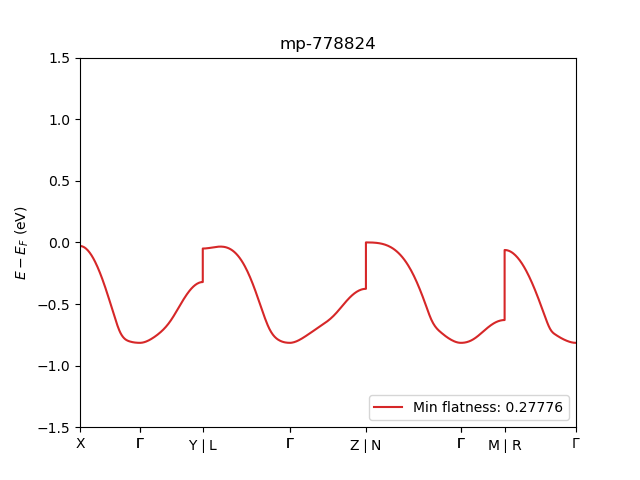 mp-778824
1.5
1.0
0.5
0.0
−0.5
−1.0
−1.5
E − E_F (eV)
Min flatness: 0.27776
X Γ Y | L Γ Z | N Γ M | R Γ